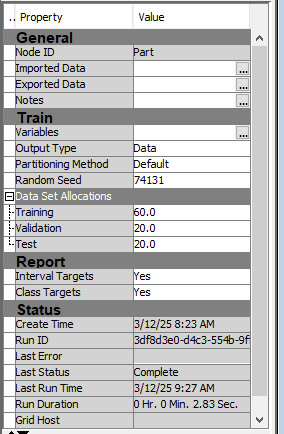 .. Property Value
General
Node ID Part
Imported Data ...
Exported Data ...
Notes ...
Train
Variables ...
Output Type Data
Partitioning Method Default
Random Seed 74131
Data Set Allocations
Training 60.0
Validation 20.0
Test 20.0
Report
Interval Targets Yes
Class Targets Yes
Status
Create Time 3/12/25 8:23 AM
Run ID 3df8d3e0-d4c3-554b-9f
Last Error
Last Status Complete
Last Run Time 3/12/25 9:27 AM
Run Duration 0 Hr. 0 Min. 2.83 Sec.
Grid Host